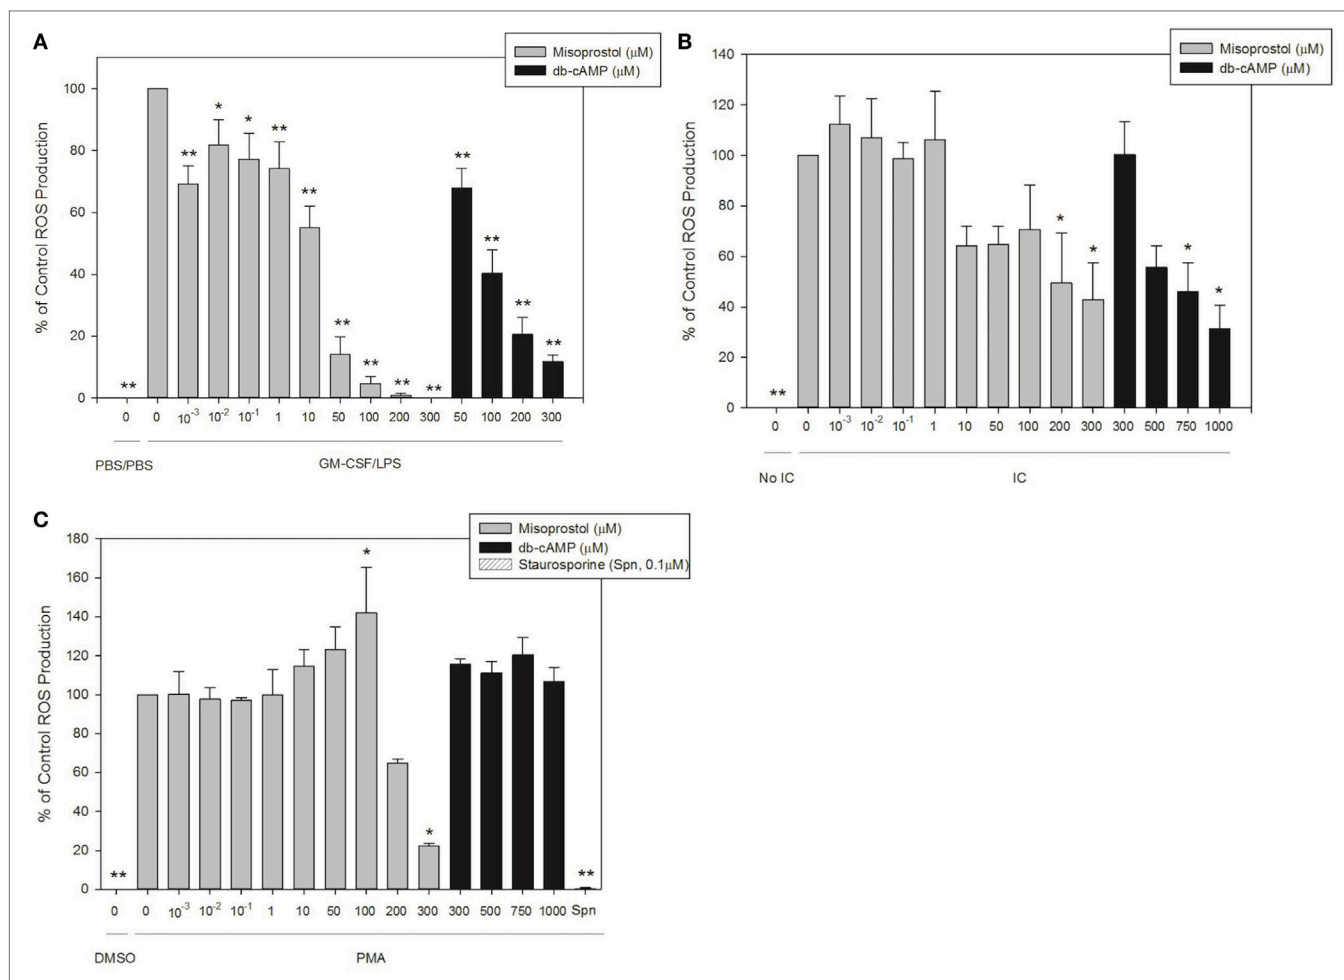 A
Misoprostol (μM)
db-cAMP (μM)
% of Control ROS Production
100
80
60
40
20
0
** ** * * ** ** ** ** ** ** ** ** ** **
0 0 10-3 10-2 10-1 1 10 50 100 200 300 50 100 200 300
PBS/PBS GM-CSF/LPS
B
Misoprostol (μM)
db-cAMP (μM)
% of Control ROS Production
140
120
100
80
60
40
20
0
** * * * *
0 0 10-3 10-2 10-1 1 10 50 100 200 300 300 500 750 1000
No IC IC
C
Misoprostol (μM)
db-cAMP (μM)
Staurosporine (Spn, 0.1μM)
% of Control ROS Production
180
160
140
120
100
80
60
40
20
0
** * * **
0 0 10-3 10-2 10-1 1 10 50 100 200 300 300 500 750 1000 Spn
DMSO PMA